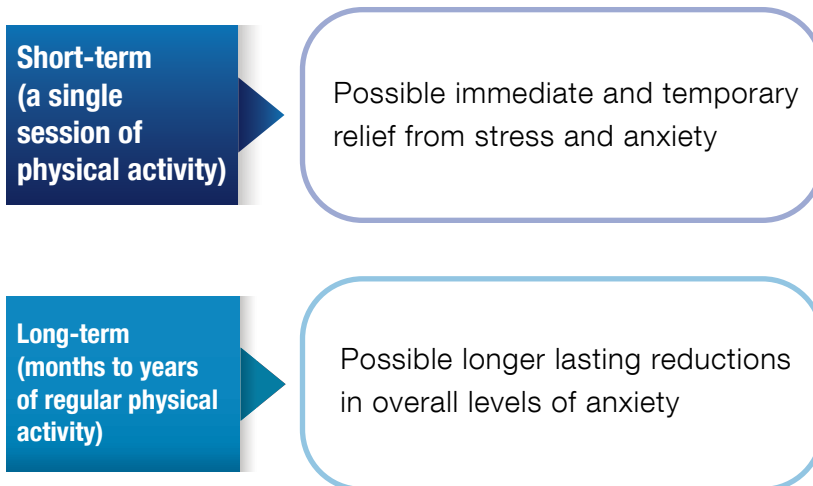 Short-term
(a single
session of
physical activity)
Possible immediate and temporary
relief from stress and anxiety
Long-term
(months to years
of regular physical
activity)
Possible longer lasting reductions
in overall levels of anxiety